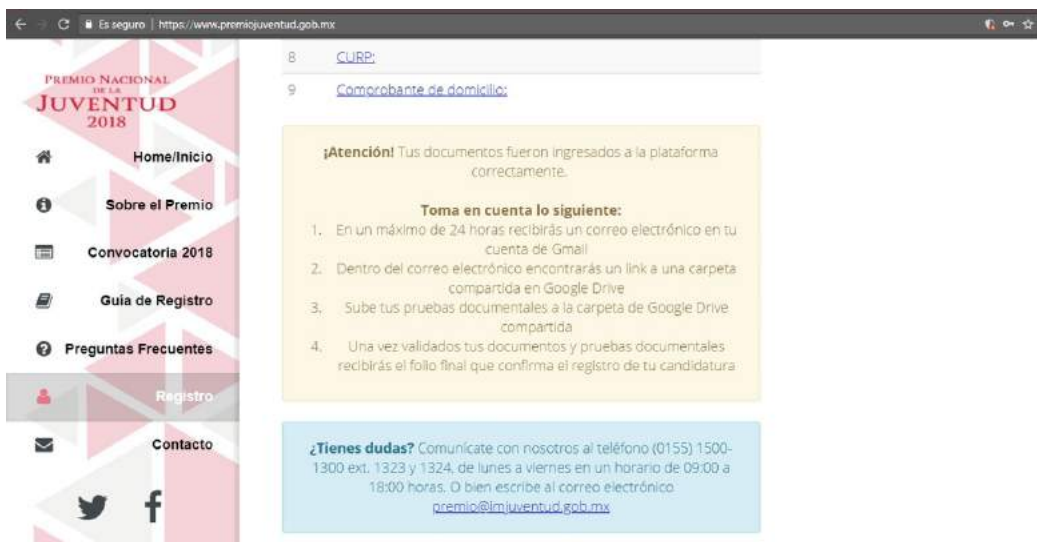 Es seguro | https://www.premiojuventud.gob.mx
PREMIO NACIONAL
DE LA
JUVENTUD
2018
Home/Inicio
Sobre el Premio
Convocatoria 2018
Guía de Registro
Preguntas Frecuentes
Registro
Contacto
8 CURP:
9 Comprobante de domicilio:
¡Atención! Tus documentos fueron ingresados a la plataforma
correctamente.
Toma en cuenta lo siguiente:
1. En un máximo de 24 horas recibirás un correo electrónico en tu
cuenta de Gmail
2. Dentro del correo electrónico encontrarás un link a una carpeta
compartida en Google Drive
3. Sube tus pruebas documentales a la carpeta de Google Drive
compartida
4. Una vez validados tus documentos y pruebas documentales
recibirás el folio final que confirma el registro de tu candidatura
¿Tienes dudas? Comunícate con nosotros al teléfono (0155) 1500-
1300 ext. 1323 y 1324, de lunes a viernes en un horario de 09:00 a
18:00 horas. O bien escribe al correo electrónico
premio@imjuventud.gob.mx